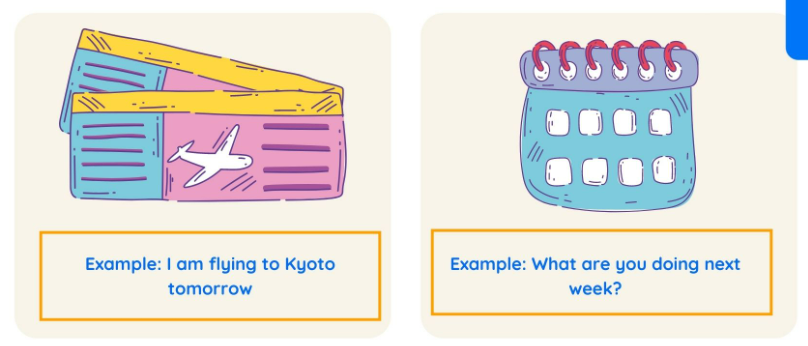 Example: I am flying to Kyoto
tomorrow
Example: What are you doing next
week?